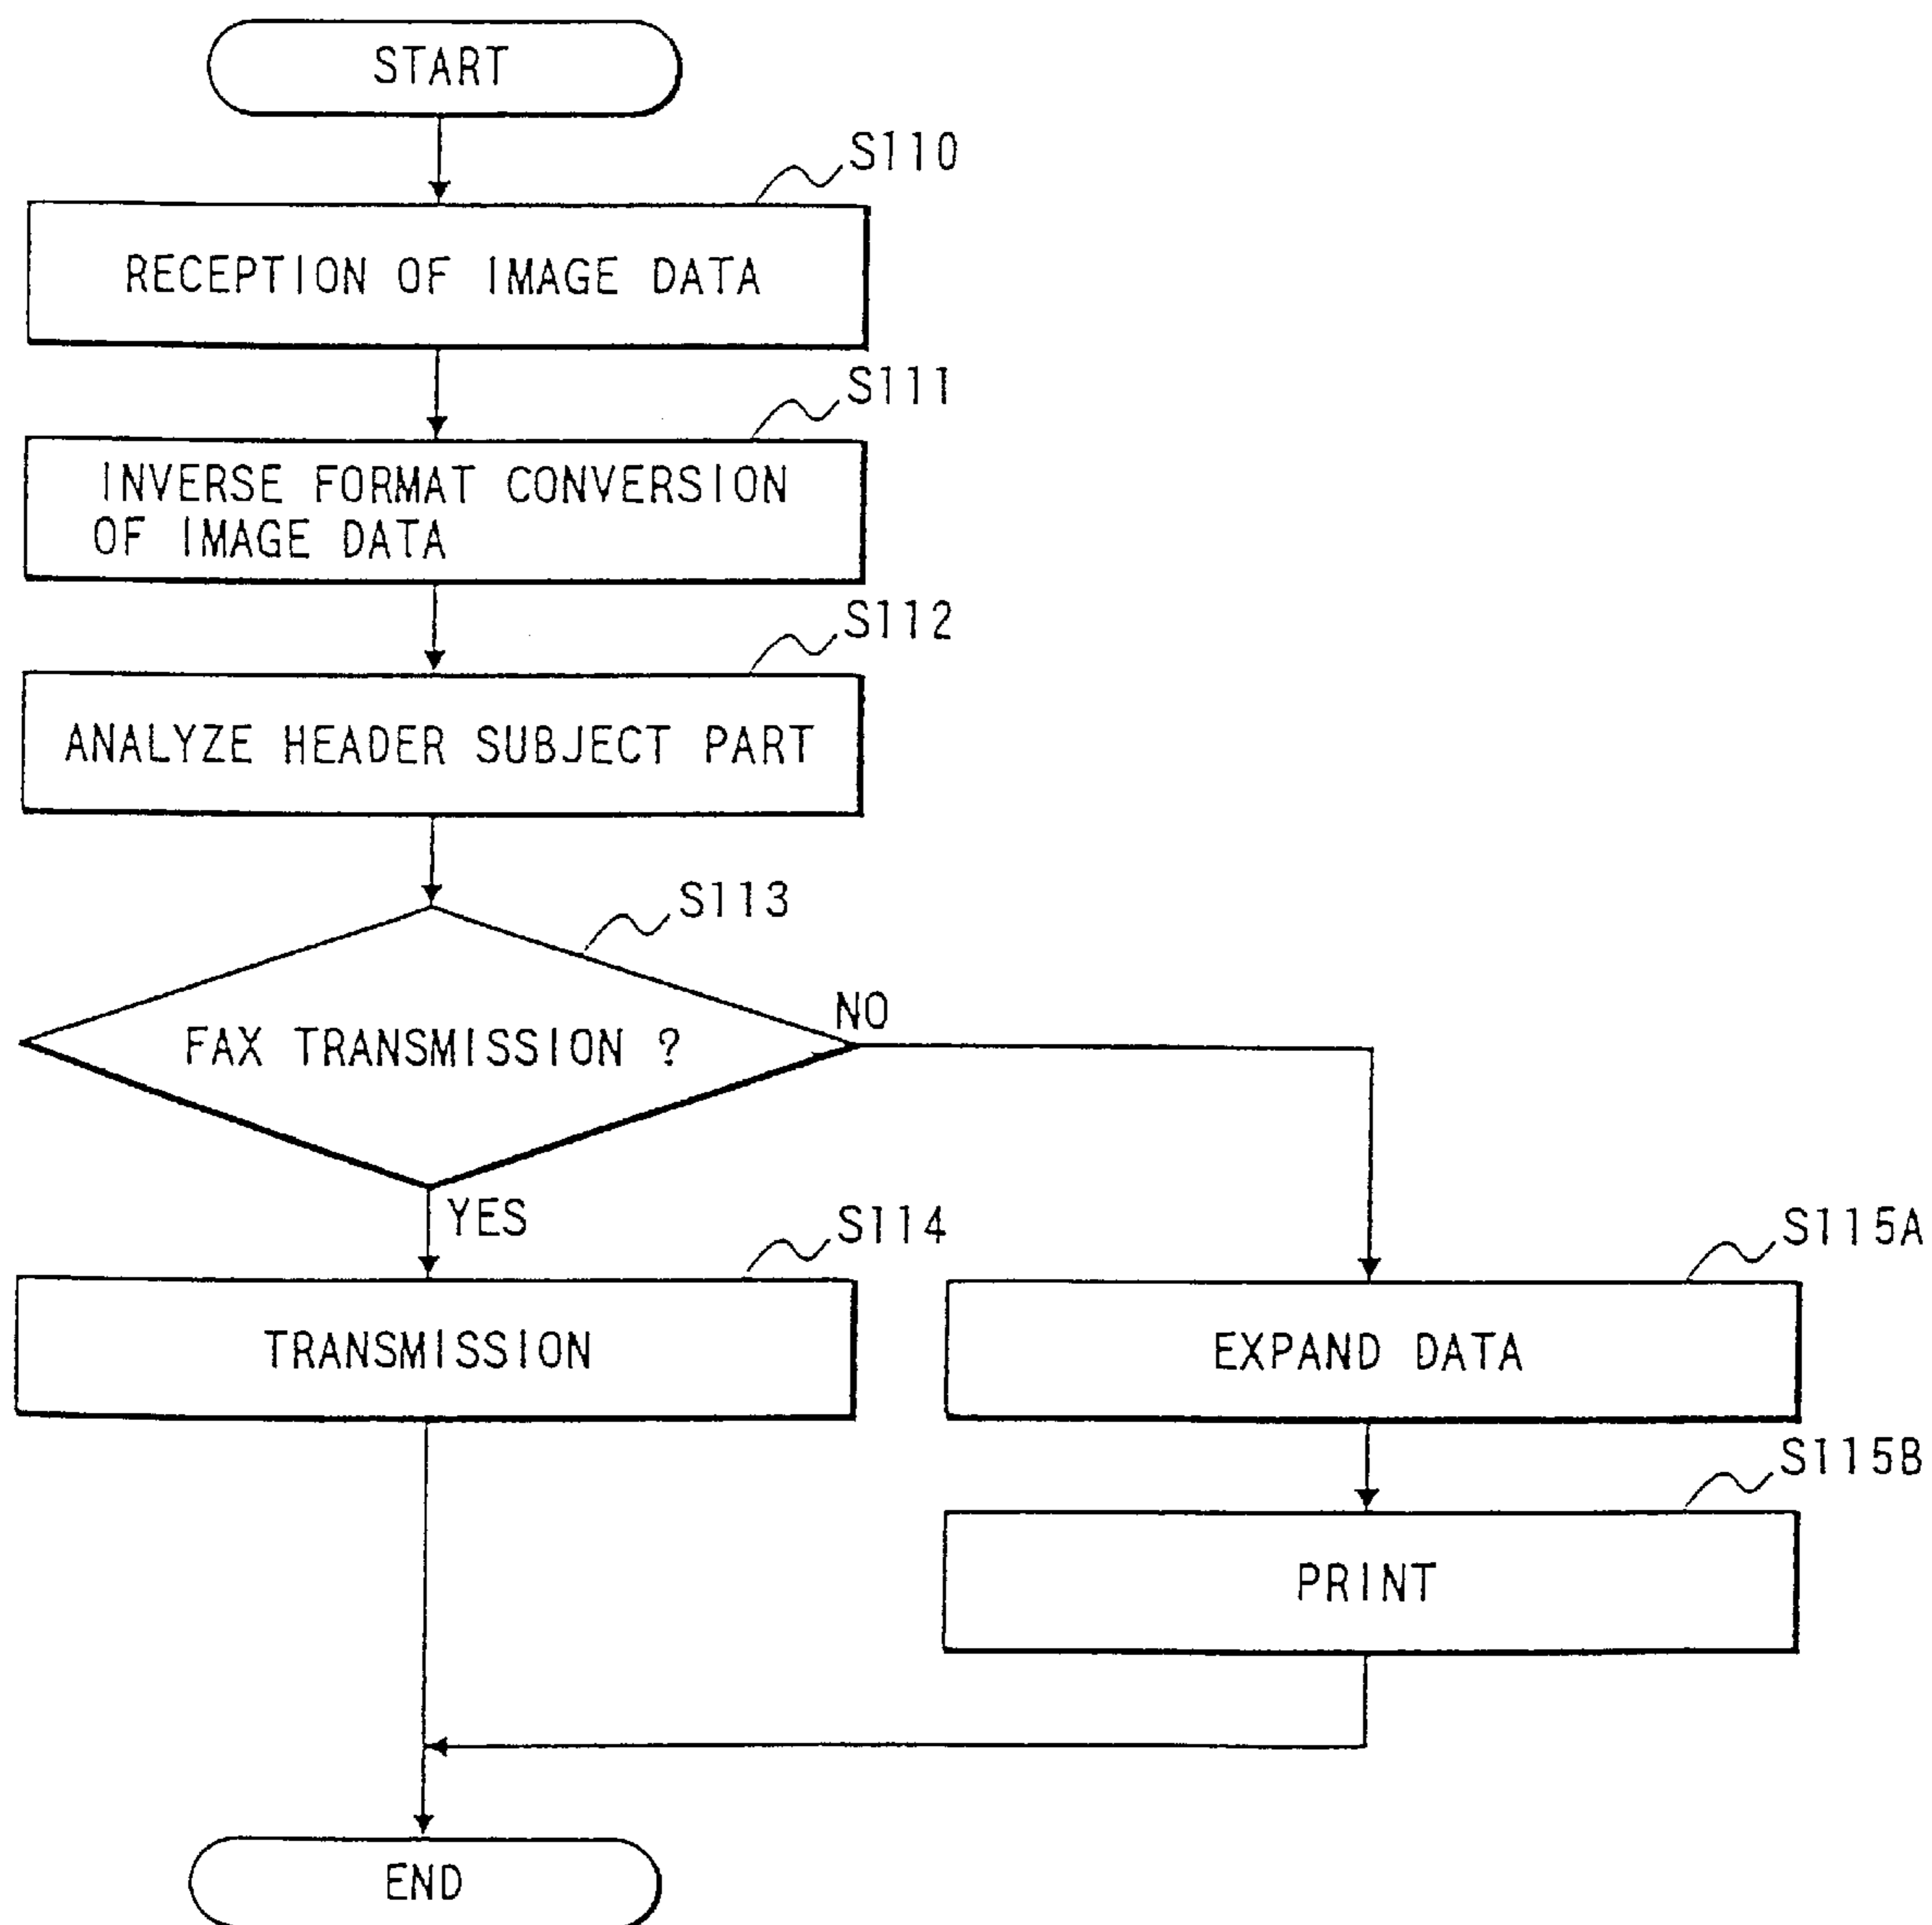 START
S110
RECEPTION OF IMAGE DATA
S111
INVERSE FORMAT CONVERSION
OF IMAGE DATA
S112
ANALYZE HEADER SUBJECT PART
S113
FAX TRANSMISSION ?
NO
YES
S114
TRANSMISSION
S115A
EXPAND DATA
S115B
PRINT
END